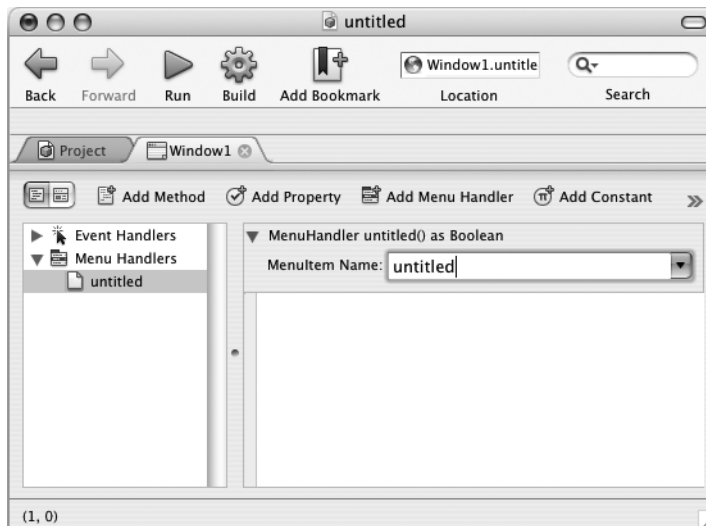 untitled
Back Forward Run Build Add Bookmark Window1.untitle Location Search
Project Window1
Add Method Add Property Add Menu Handler Add Constant
Event Handlers
Menu Handlers
untitled
MenuHandler untitled() as Boolean
MenuItem Name: untitled
(1, 0)